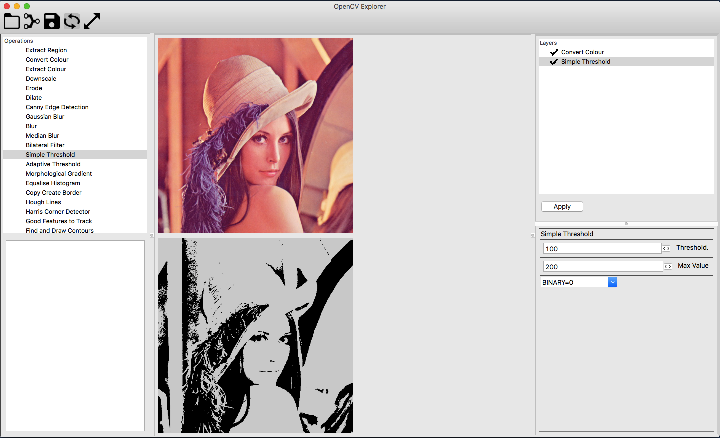 OpenCV Explorer
Operations
Extract Region
Convert Colour
Extract Colour
Downscale
Erode
Dilate
Canny Edge Detection
Gaussian Blur
Blur
Median Blur
Bilateral Filter
Simple Threshold
Adaptive Threshold
Morphological Gradient
Equalise Histogram
Copy Create Border
Hough Lines
Harris Corner Detector
Good Features to Track
Find and Draw Contours
Layers
Convert Colour
Simple Threshold
Apply
Simple Threshold
100 Threshold.
200 Max Value
BINARY=0